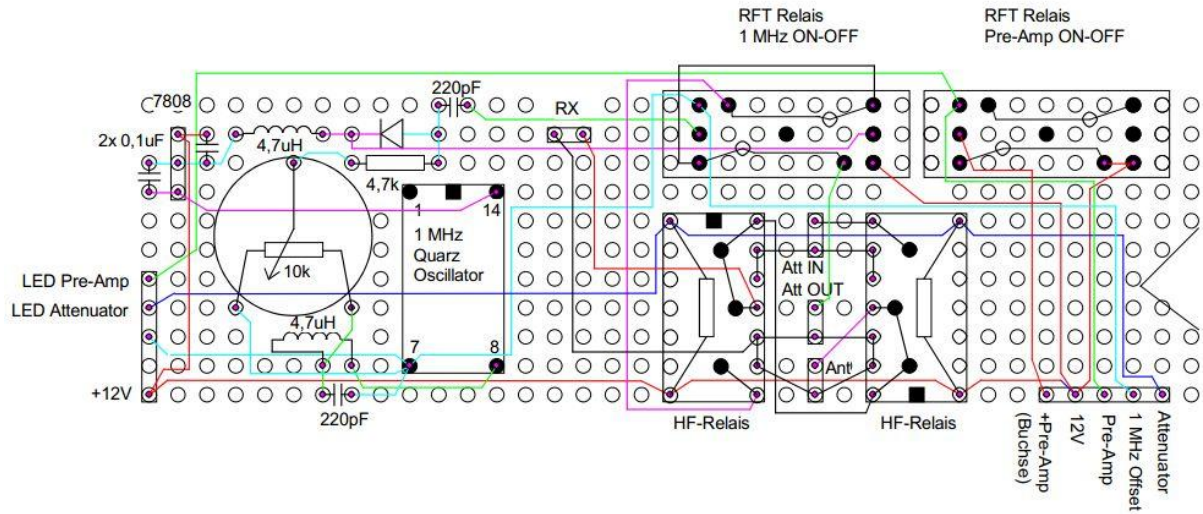 RFT Relais
1 MHz ON-OFF
RFT Relais
Pre-Amp ON-OFF
7808
220pF
RX
2x 0,1uF
4,7uH
4,7k
1
14
1 MHz
Quarz
Oscillator
10k
LED Pre-Amp
LED Attenuator
Att IN
Att OUT
4,7uH
7
8
Ant
+12V
220pF
HF-Relais
HF-Relais
+Pre-Amp
(Buchse)
12V
Pre-Amp
1 MHz Offset
Attenuator